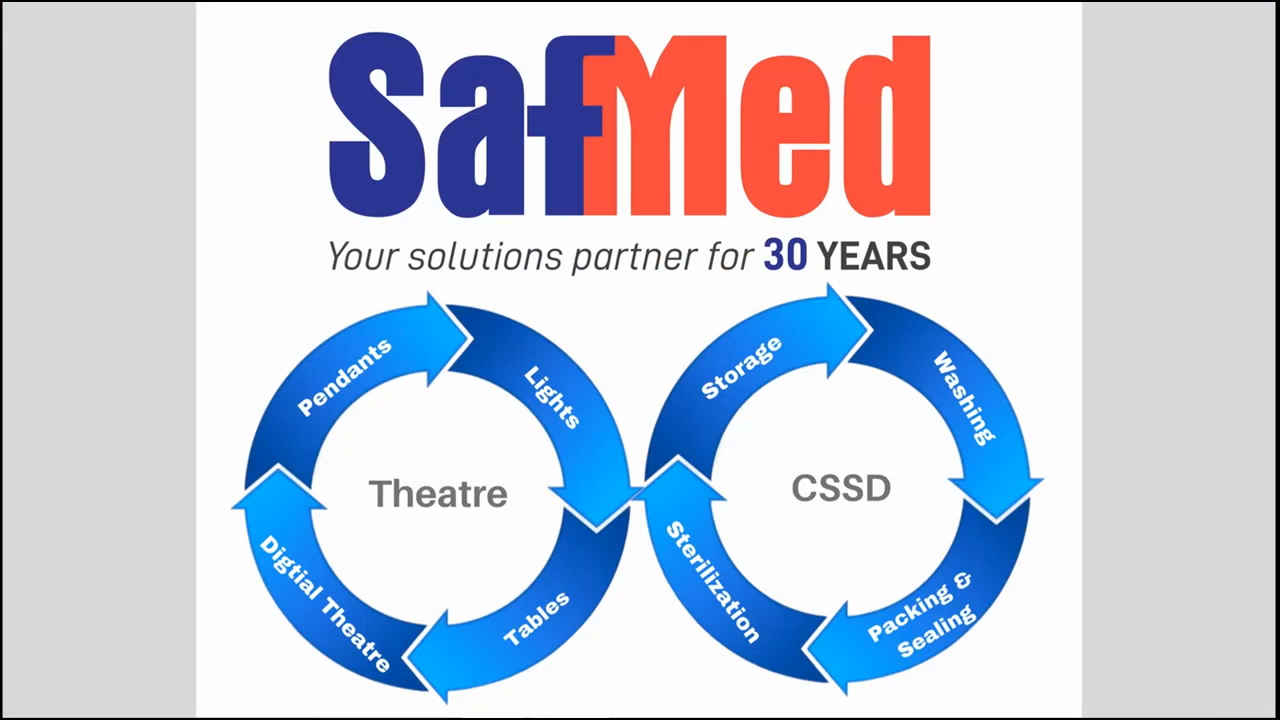 SafMed
Your solutions partner for 30 YEARS
Pendants
Lights
Theatre
Digtial Theatre
Tables
Storage
Washing
CSSD
Sterilization
Packing &
Sealing